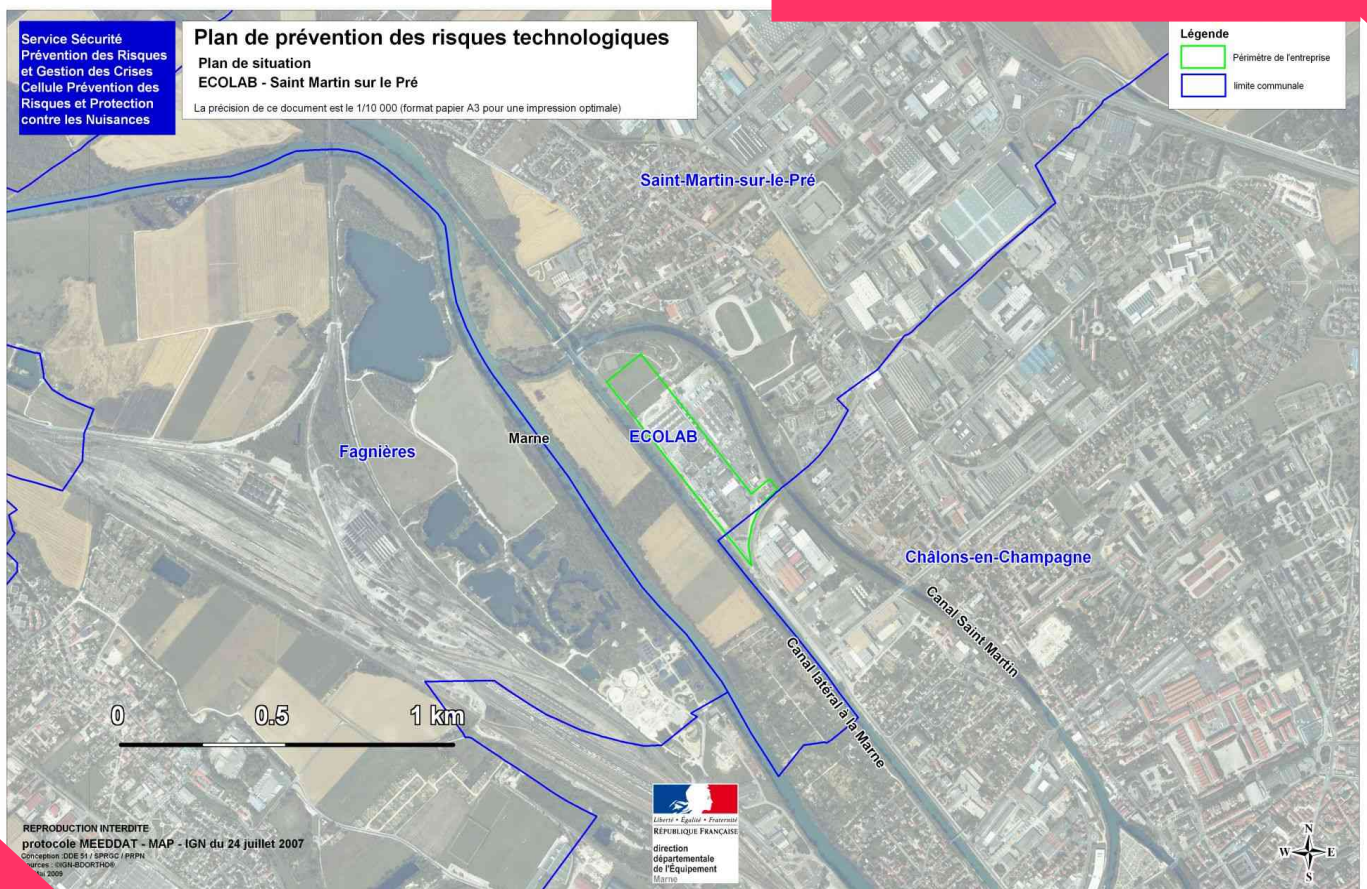 Service Sécurité
Prévention des Risques
et Gestion des Crises
Cellule Prévention des
Risques et Protection
contre les Nuisances
Plan de prévention des risques technologiques
Plan de situation
ECOLAB - Saint Martin sur le Pré
La précision de ce document est le 1/10 000 (format papier A3 pour une impression optimale)
Légende
Périmètre de l'entreprise
limite communale
Saint-Martin-sur-le-Pré
Marne
ECOLAB
Fagnières
Châlons-en-Champagne
Canal Saint Martin
Canal latéral à la Marne
0 0.5 1 km
Liberté • Égalité • Fraternité
RÉPUBLIQUE FRANÇAISE
direction
départementale
de l'Équipement
Marne
REPRODUCTION INTERDITE
protocole MEEDDAT - MAP - IGN du 24 juillet 2007
Conception :DDE 51 / SPRGC / PRPN
: ©IGN-BDORTHO®
2009
N
W E
S